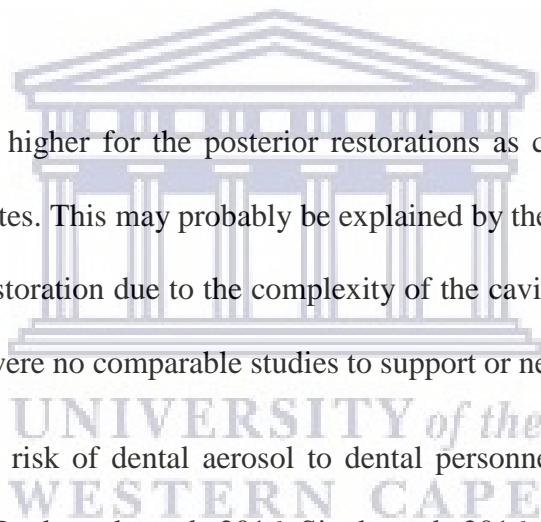 higher for the posterior restorations as c
tes. This may probably be explained by the
storation due to the complexity of the cavi
were no comparable studies to support or ne
UNIVERSITY of the
risk of dental aerosol to dental personne
WESTERN CAPE